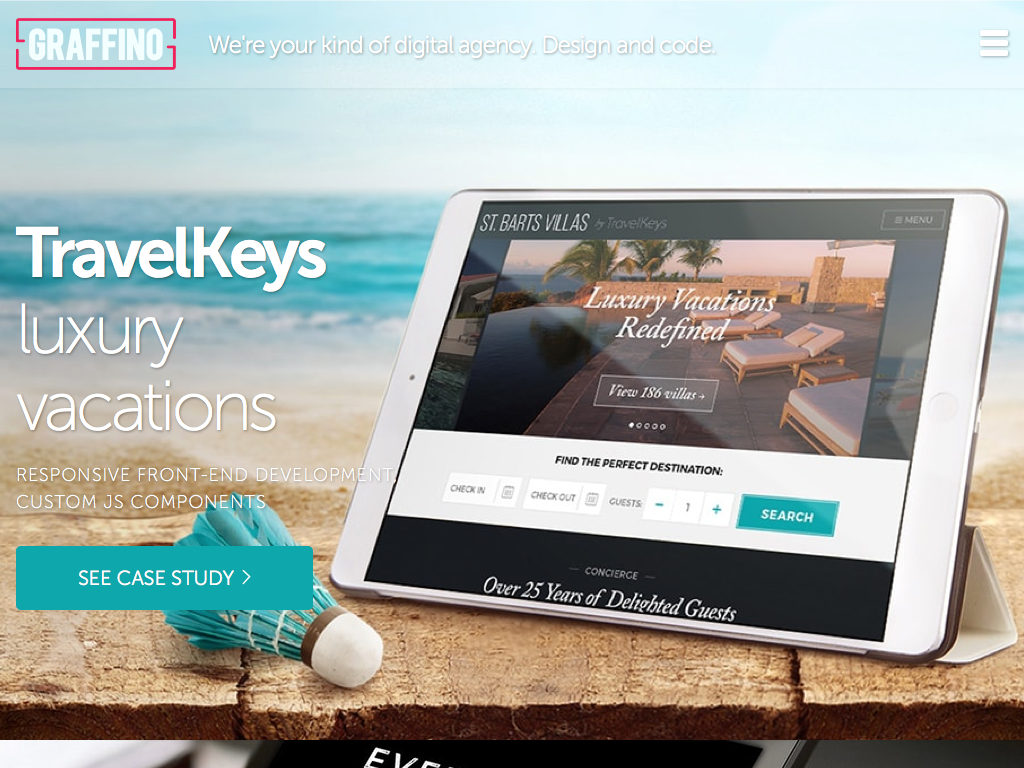 GRAFFINO
We're your kind of digital agency. Design and code.
TravelKeys
luxury
vacations
RESPONSIVE FRONT-END DEVELOPMENT,
CUSTOM JS COMPONENTS
SEE CASE STUDY
ST. BARTS VILLAS by TravelKeys
MENU
Luxury Vacations
Redefined
View 186 villas →
FIND THE PERFECT DESTINATION:
CHECK IN
CHECK OUT
GUESTS:
− 1 +
SEARCH
CONCIERGE
Over 25 Years of Delighted Guests